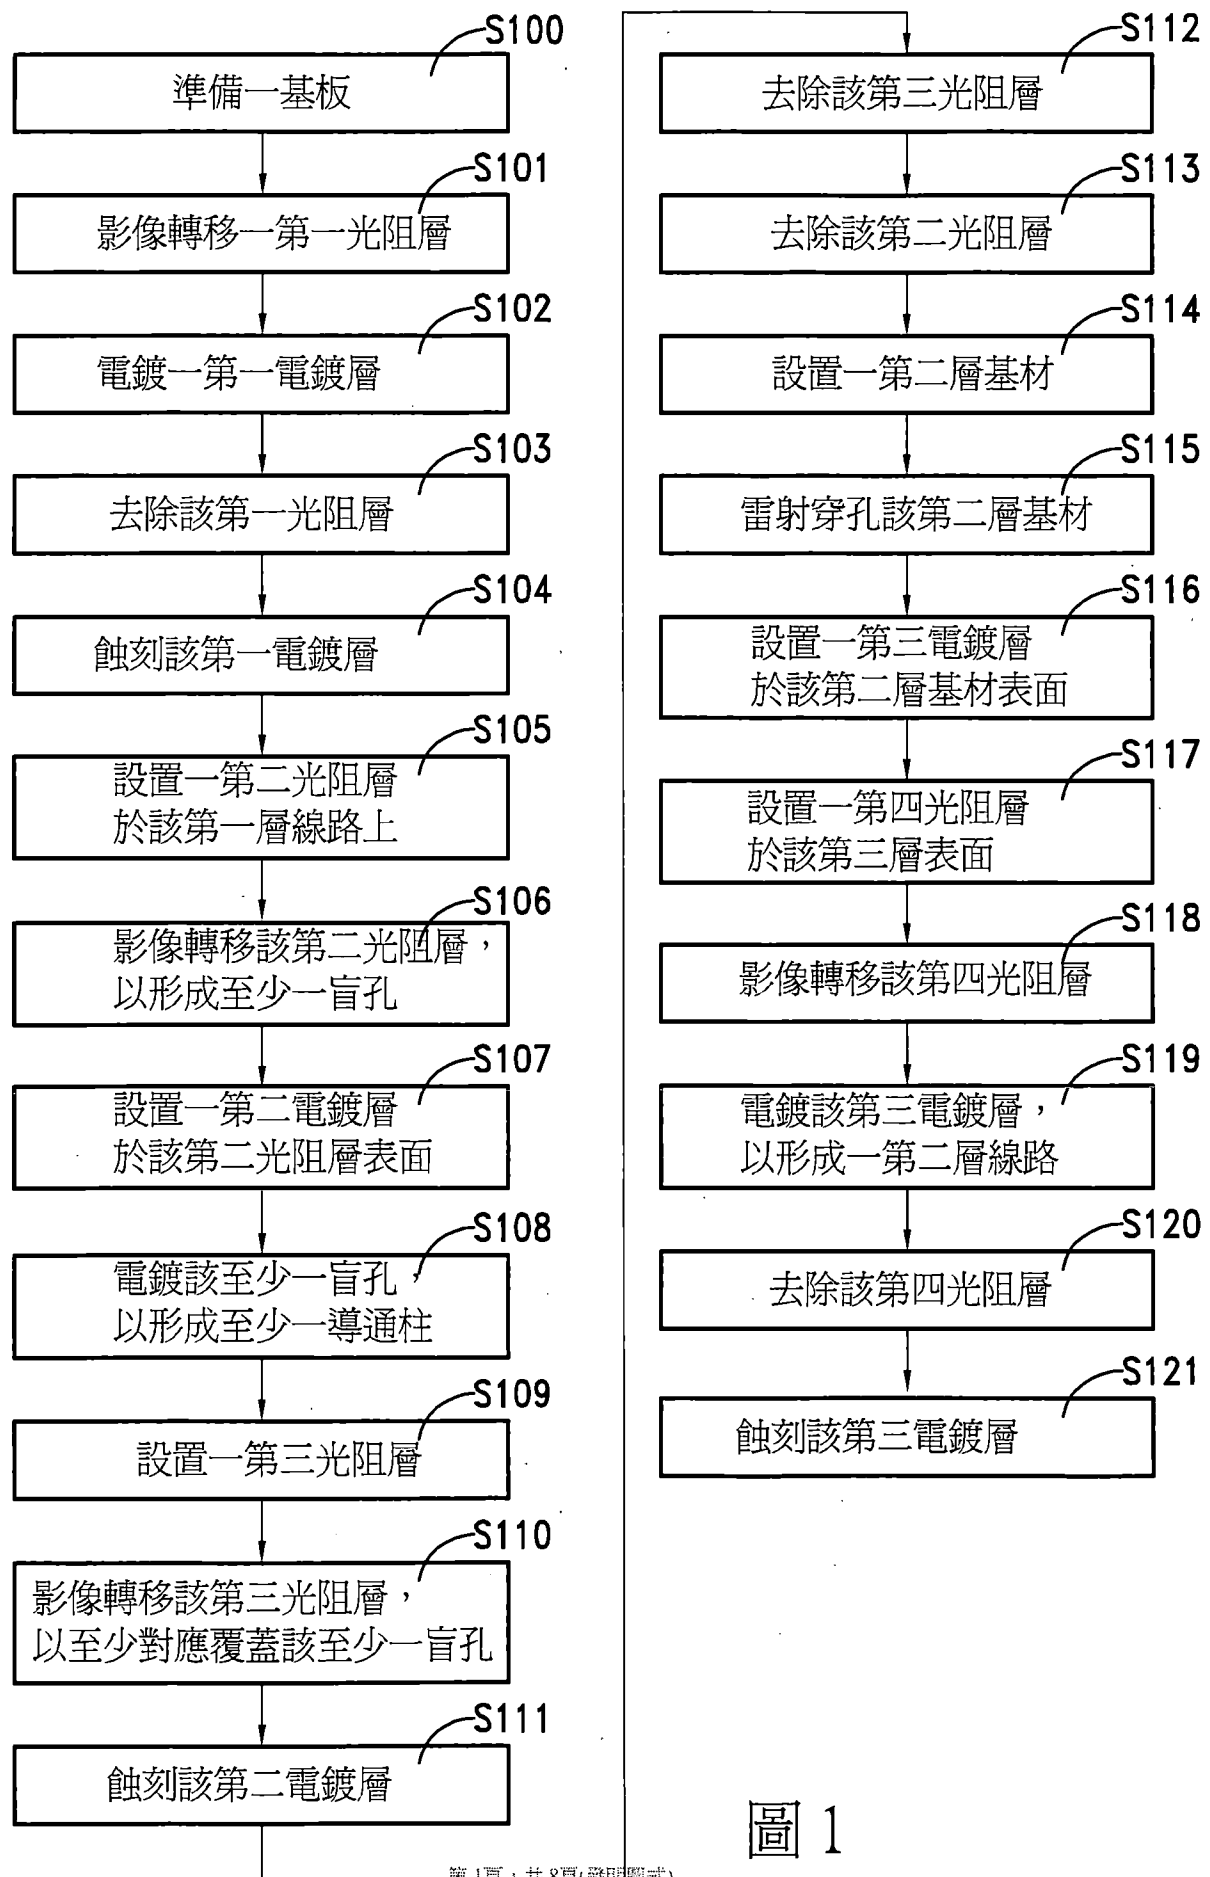 S100
準備一基板
S101
影像轉移一第一光阻層
S102
電鍍一第一電鍍層
S103
去除該第一光阻層
S104
蝕刻該第一電鍍層
S105
設置一第二光阻層
於該第一層線路上
S106
影像轉移該第二光阻層，
以形成至少一盲孔
S107
設置一第二電鍍層
於該第二光阻層表面
S108
電鍍該至少一盲孔，
以形成至少一導通柱
S109
設置一第三光阻層
S110
影像轉移該第三光阻層，
以至少對應覆蓋該至少一盲孔
S111
蝕刻該第二電鍍層
S112
去除該第三光阻層
S113
去除該第二光阻層
S114
設置一第二層基材
S115
雷射穿孔該第二層基材
S116
設置一第三電鍍層
於該第二層基材表面
S117
設置一第四光阻層
於該第三層表面
S118
影像轉移該第四光阻層
S119
電鍍該第三電鍍層，
以形成一第二層線路
S120
去除該第四光阻層
S121
蝕刻該第三電鍍層
圖 1
第 1頁，共 8頁(發明圖式)